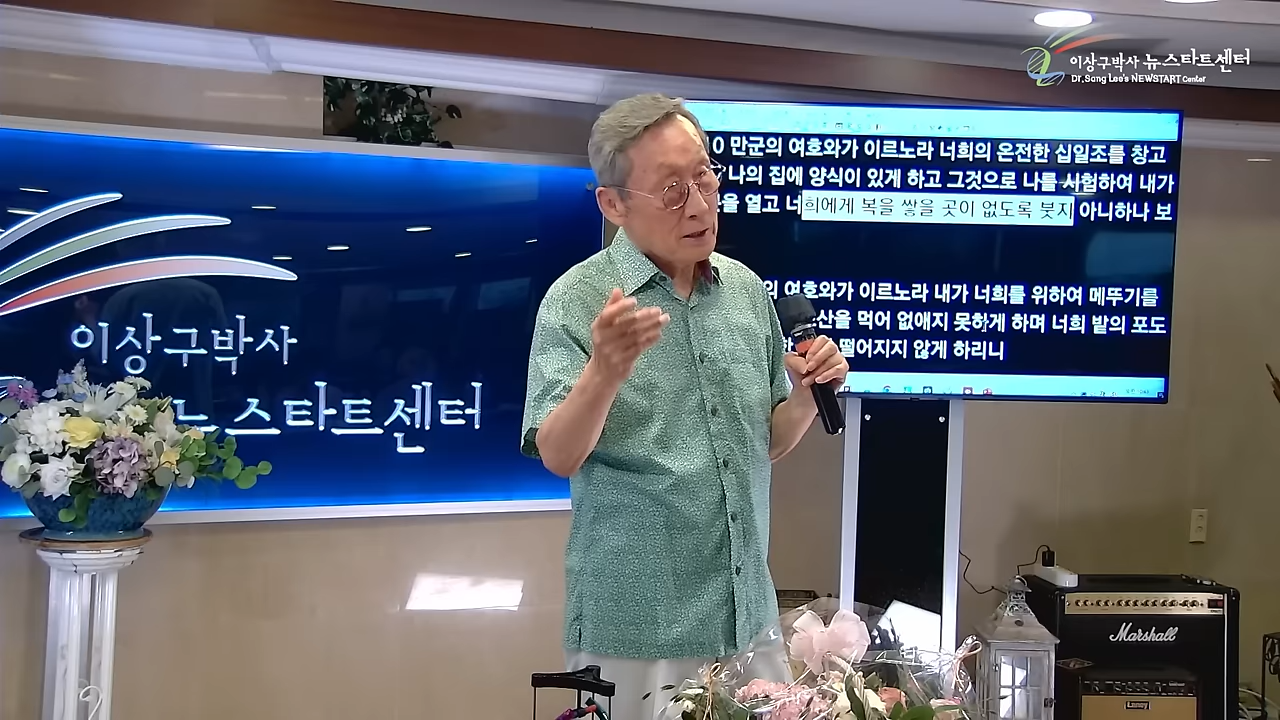 이상구박사 뉴스타트센터
Dr. Sang Lee's NEWSTART Center
0 만군의 여호와가 이르노라 너희의 온전한 십일조를 창고
나의 집에 양식이 있게 하고 그것으로 나를 시험하여 내가
을 열고 너희에게 복을 쌓을 곳이 없도록 붓지 아니하나 보
의 여호와가 이르노라 내가 너희를 위하여 메뚜기를
산을 먹어 없애지 못하게 하며 너희 밭의 포도
떨어지지 않게 하리니
이상구박사
뉴스타트센터
Marshall
Laney